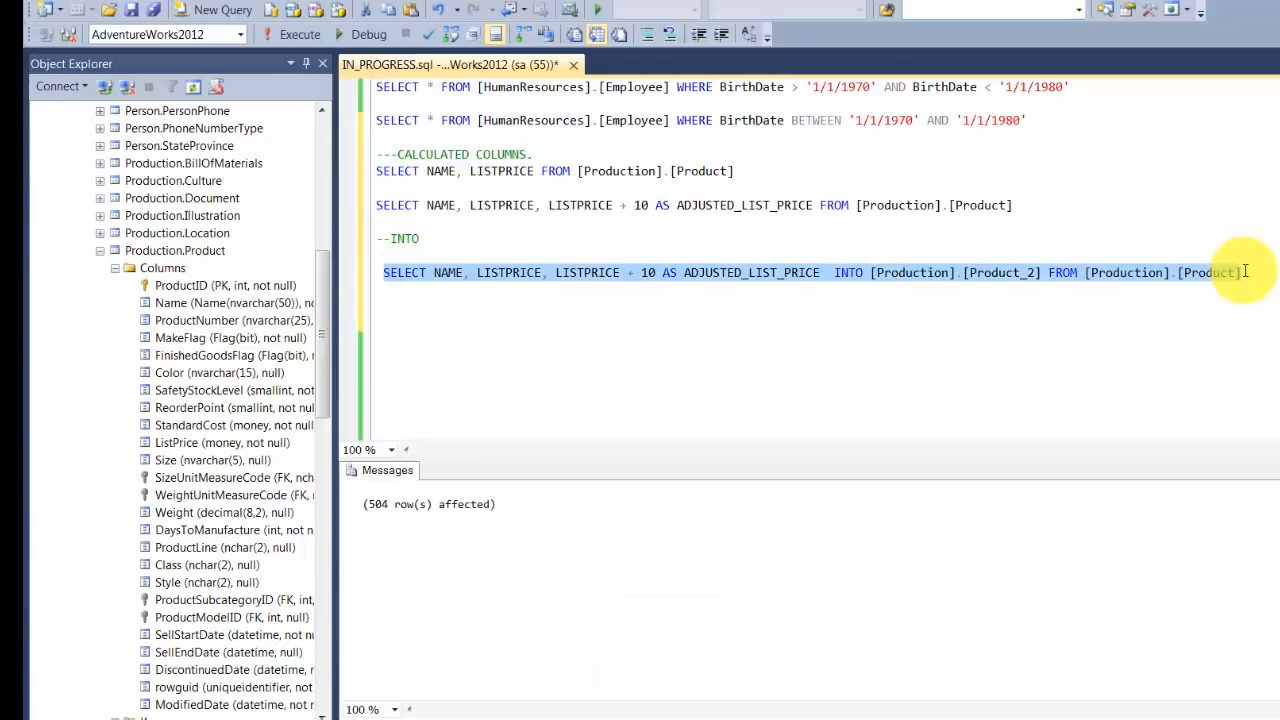 New Query
AdventureWorks2012
Execute
Debug
Object Explorer
Connect
Person.PersonPhone
Person.PhoneNumberType
Person.StateProvince
Production.BillOfMaterials
Production.Culture
Production.Document
Production.Illustration
Production.Location
Production.Product
Columns
ProductID (PK, int, not null)
Name (Name(nvarchar(50)), no
ProductNumber (nvarchar(25),
MakeFlag (Flag(bit), not null)
FinishedGoodsFlag (Flag(bit), n
Color (nvarchar(15), null)
SafetyStockLevel (smallint, not
ReorderPoint (smallint, not nul
StandardCost (money, not null)
ListPrice (money, not null)
Size (nvarchar(5), null)
SizeUnitMeasureCode (FK, nch
WeightUnitMeasureCode (FK,
Weight (decimal(8,2), null)
DaysToManufacture (int, not n
ProductLine (nchar(2), null)
Class (nchar(2), null)
Style (nchar(2), null)
ProductSubcategoryID (FK, int,
ProductModelID (FK, int, null)
SellStartDate (datetime, not nu
SellEndDate (datetime, null)
DiscontinuedDate (datetime, r
rowguid (uniqueidentifier, not
ModifiedDate (datetime, not n
IN_PROGRESS.sql -...Works2012 (sa (55))*
SELECT * FROM [HumanResources].[Employee] WHERE BirthDate > '1/1/1970' AND BirthDate < '1/1/1980'
SELECT * FROM [HumanResources].[Employee] WHERE BirthDate BETWEEN '1/1/1970' AND '1/1/1980'
---CALCULATED COLUMNS.
SELECT NAME, LISTPRICE FROM [Production].[Product]
SELECT NAME, LISTPRICE, LISTPRICE + 10 AS ADJUSTED_LIST_PRICE FROM [Production].[Product]
--INTO
SELECT NAME, LISTPRICE, LISTPRICE + 10 AS ADJUSTED_LIST_PRICE  INTO [Production].[Product_2] FROM [Production].[Product]
100 %
Messages
(504 row(s) affected)
100 %